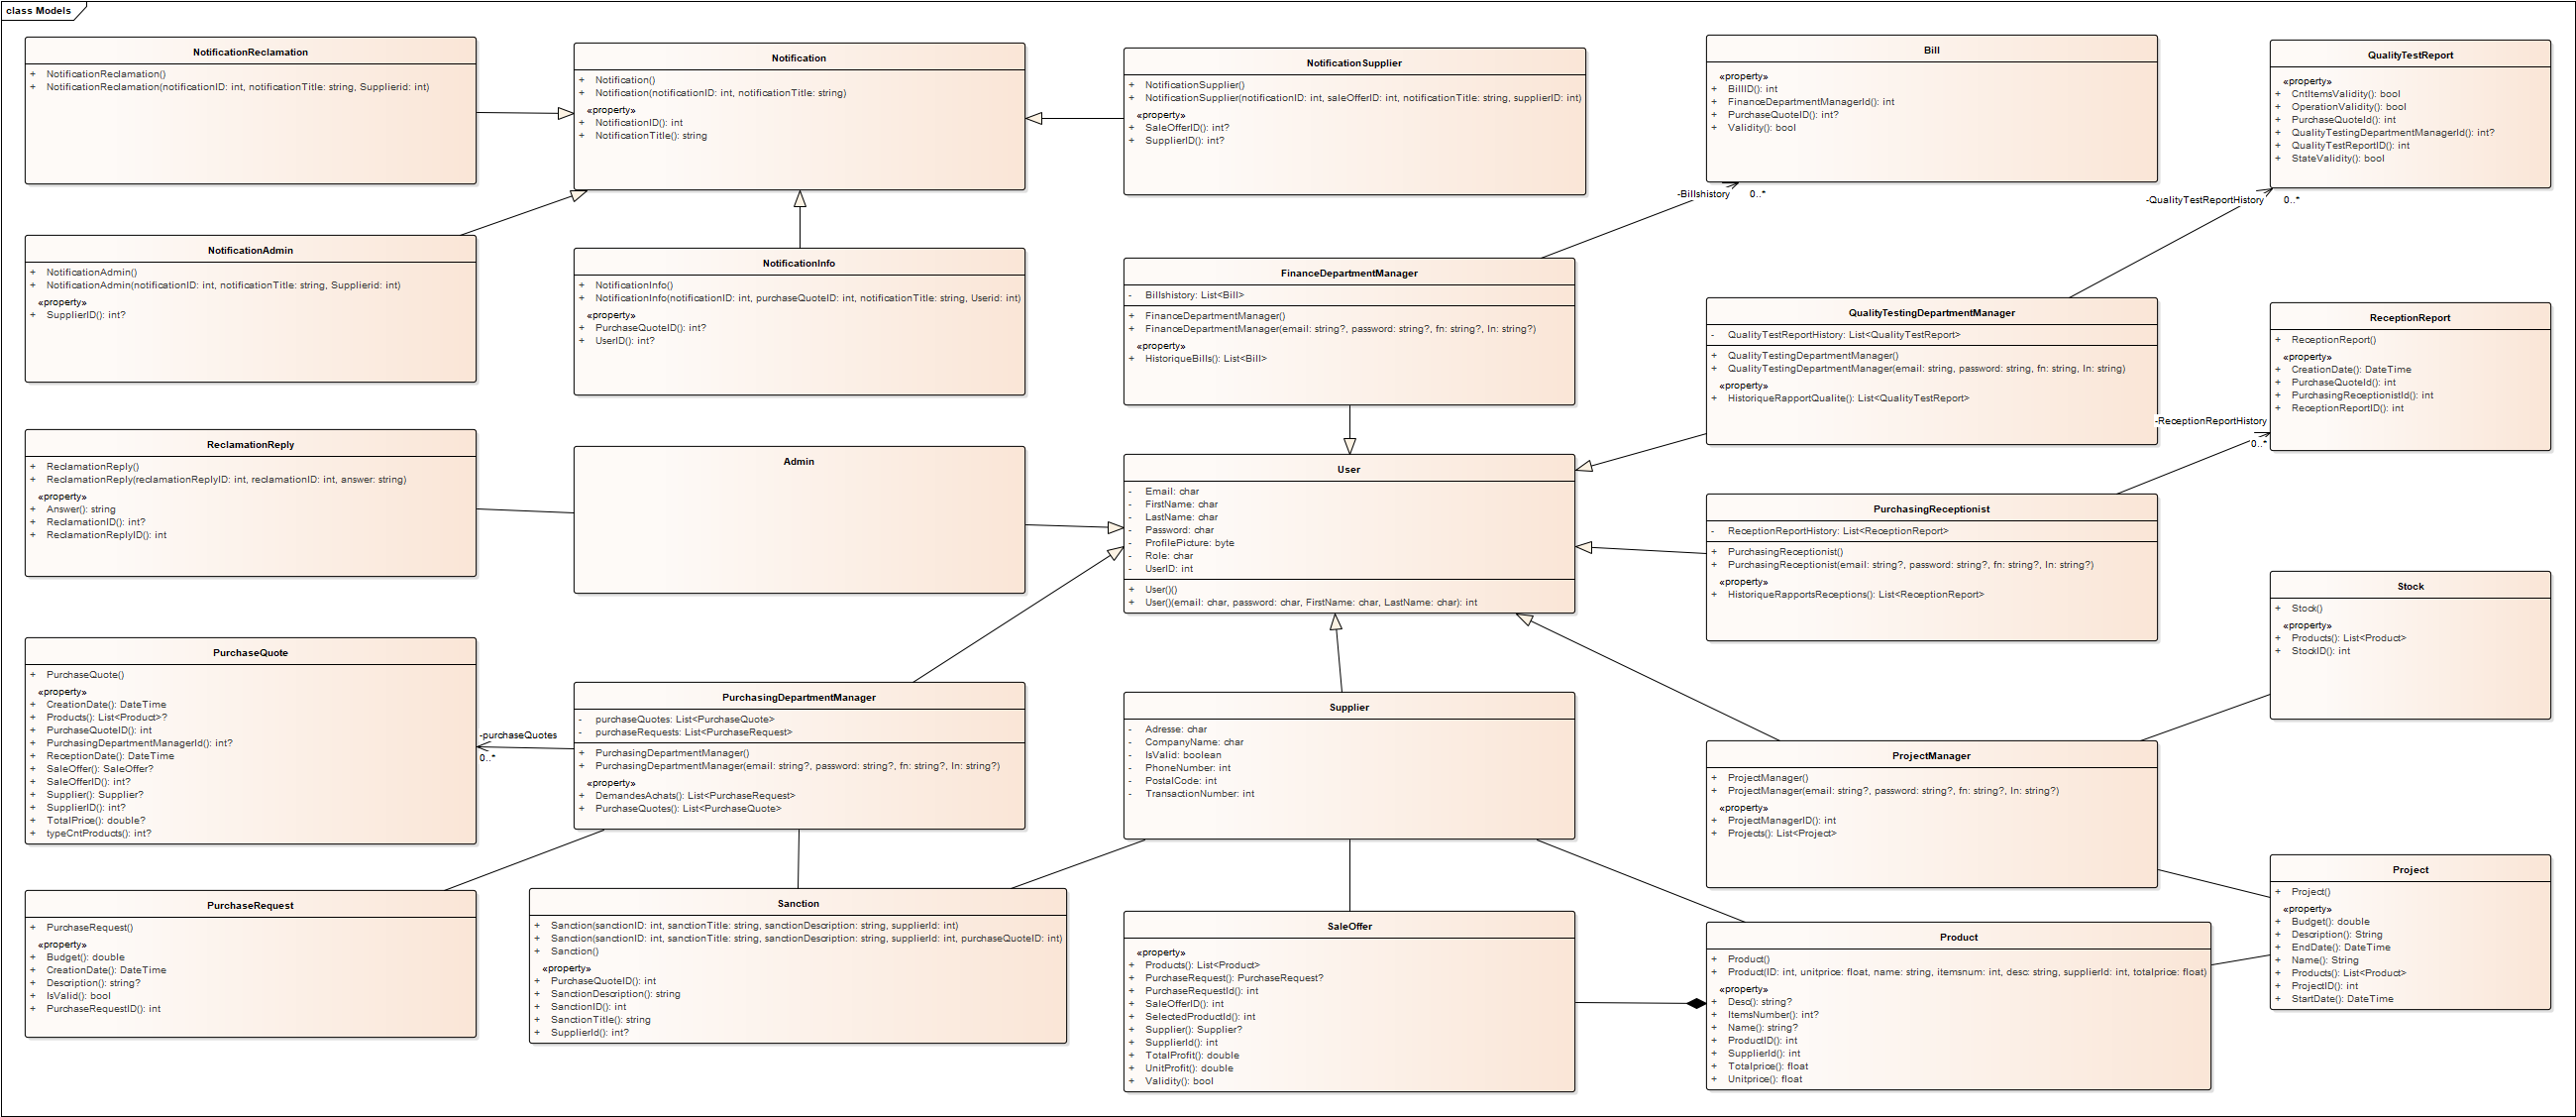 class Models
NotificationReclamation
+ NotificationReclamation()
+ NotificationReclamation(notificationID: int, notificationTitle: string, Supplierid: int)
Notification
+ Notification()
+ Notification(notificationID: int, notificationTitle: string)
«property»
+ NotificationID(): int
+ NotificationTitle(): string
NotificationSupplier
+ NotificationSupplier()
+ NotificationSupplier(notificationID: int, saleOfferID: int, notificationTitle: string, supplierID: int)
«property»
+ SaleOfferID(): int?
+ SupplierID(): int?
Bill
«property»
+ BillID(): int
+ FinanceDepartmentManagerId(): int
+ PurchaseQuoteID(): int?
+ Validity(): bool
QualityTestReport
«property»
+ CntItemsValidity(): bool
+ OperationValidity(): bool
+ PurchaseQuoteId(): int
+ QualityTestingDepartmentManagerId(): int?
+ QualityTestReportID(): int
+ StateValidity(): bool
-Billshistory 0..*
-QualityTestReportHistory 0..*
NotificationAdmin
+ NotificationAdmin()
+ NotificationAdmin(notificationID: int, notificationTitle: string, Supplierid: int)
«property»
+ SupplierID(): int?
NotificationInfo
+ NotificationInfo()
+ NotificationInfo(notificationID: int, purchaseQuoteID: int, notificationTitle: string, Userid: int)
«property»
+ PurchaseQuoteID(): int?
+ UserID(): int?
FinanceDepartmentManager
- Billshistory: List<Bill>
+ FinanceDepartmentManager()
+ FinanceDepartmentManager(email: string?, password: string?, fn: string?, ln: string?)
«property»
+ HistoriqueBills(): List<Bill>
QualityTestingDepartmentManager
- QualityTestReportHistory: List<QualityTestReport>
+ QualityTestingDepartmentManager()
+ QualityTestingDepartmentManager(email: string, password: string, fn: string, ln: string)
«property»
+ HistoriqueRapportQualite(): List<QualityTestReport>
ReceptionReport
+ ReceptionReport()
«property»
+ CreationDate(): DateTime
+ PurchaseQuoteId(): int
+ PurchasingReceptionistId(): int
+ ReceptionReportID(): int
-ReceptionReportHistory
0..*
ReclamationReply
+ ReclamationReply()
+ ReclamationReply(reclamationReplyID: int, reclamationID: int, answer: string)
«property»
+ Answer(): string
+ ReclamationID(): int?
+ ReclamationReplyID(): int
Admin
User
- Email: char
- FirstName: char
- LastName: char
- Password: char
- ProfilePicture: byte
- Role: char
- UserID: int
+ User()()
+ User()(email: char, password: char, FirstName: char, LastName: char): int
PurchasingReceptionist
- ReceptionReportHistory: List<ReceptionReport>
+ PurchasingReceptionist()
+ PurchasingReceptionist(email: string?, password: string?, fn: string?, ln: string?)
«property»
+ HistoriqueRapportsReceptions(): List<ReceptionReport>
Stock
+ Stock()
«property»
+ Products(): List<Product>
+ StockID(): int
PurchaseQuote
+ PurchaseQuote()
«property»
+ CreationDate(): DateTime
+ Products(): List<Product>?
+ PurchaseQuoteID(): int
+ PurchasingDepartmentManagerId(): int?
+ ReceptionDate(): DateTime
+ SaleOffer(): SaleOffer?
+ SaleOfferID(): int?
+ Supplier(): Supplier?
+ SupplierID(): int?
+ TotalPrice(): double?
+ typeCntProducts(): int?
-purchaseQuotes
0..*
PurchasingDepartmentManager
- purchaseQuotes: List<PurchaseQuote>
- purchaseRequests: List<PurchaseRequest>
+ PurchasingDepartmentManager()
+ PurchasingDepartmentManager(email: string?, password: string?, fn: string?, ln: string?)
«property»
+ DemandesAchats(): List<PurchaseRequest>
+ PurchaseQuotes(): List<PurchaseQuote>
Supplier
- Adresse: char
- CompanyName: char
- IsValid: boolean
- PhoneNumber: int
- PostalCode: int
- TransactionNumber: int
ProjectManager
+ ProjectManager()
+ ProjectManager(email: string?, password: string?, fn: string?, ln: string?)
«property»
+ ProjectManagerID(): int
+ Projects(): List<Project>
Project
+ Project()
«property»
+ Budget(): double
+ Description(): String
+ EndDate(): DateTime
+ Name(): String
+ Products(): List<Product>
+ ProjectID(): int
+ StartDate(): DateTime
PurchaseRequest
+ PurchaseRequest()
«property»
+ Budget(): double
+ CreationDate(): DateTime
+ Description(): string?
+ IsValid(): bool
+ PurchaseRequestID(): int
Sanction
+ Sanction(sanctionID: int, sanctionTitle: string, sanctionDescription: string, supplierId: int)
+ Sanction(sanctionID: int, sanctionTitle: string, sanctionDescription: string, supplierId: int, purchaseQuoteID: int)
+ Sanction()
«property»
+ PurchaseQuoteID(): int
+ SanctionDescription(): string
+ SanctionID(): int
+ SanctionTitle(): string
+ SupplierId(): int?
SaleOffer
«property»
+ Products(): List<Product>
+ PurchaseRequest(): PurchaseRequest?
+ PurchaseRequestId(): int
+ SaleOfferID(): int
+ SelectedProductId(): int
+ Supplier(): Supplier?
+ SupplierId(): int
+ TotalProfit(): double
+ UnitProfit(): double
+ Validity(): bool
Product
+ Product()
+ Product(ID: int, unitprice: float, name: string, itemsnum: int, desc: string, supplierId: int, totalprice: float)
«property»
+ Desc(): string?
+ ItemsNumber(): int?
+ Name(): string?
+ ProductID(): int
+ SupplierId(): int
+ Totalprice(): float
+ Unitprice(): float